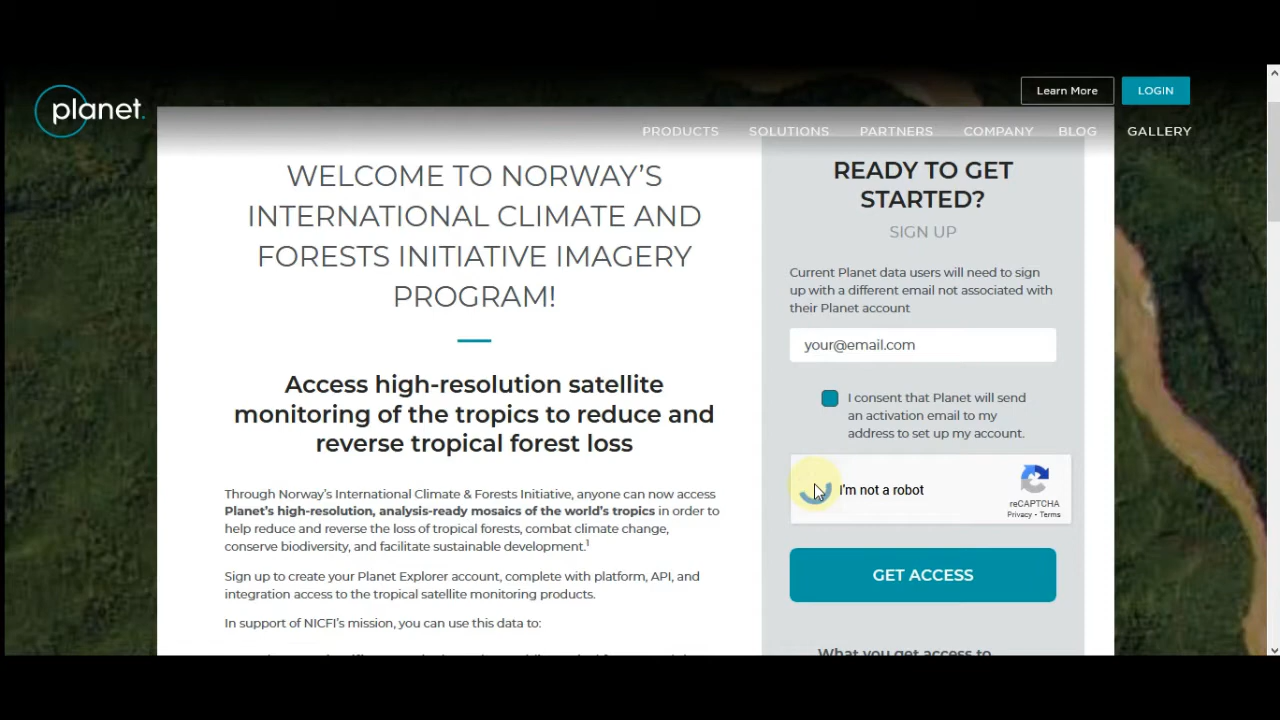 planet.
Learn More
LOGIN
PRODUCTS
SOLUTIONS
PARTNERS
COMPANY
BLOG
GALLERY
WELCOME TO NORWAY’S
INTERNATIONAL CLIMATE AND
FORESTS INITIATIVE IMAGERY
PROGRAM!
Access high-resolution satellite
monitoring of the tropics to reduce and
reverse tropical forest loss
Through Norway’s International Climate & Forests Initiative, anyone can now access
Planet’s high-resolution, analysis-ready mosaics of the world’s tropics in order to
help reduce and reverse the loss of tropical forests, combat climate change,
conserve biodiversity, and facilitate sustainable development.1
Sign up to create your Planet Explorer account, complete with platform, API, and
integration access to the tropical satellite monitoring products.
In support of NICFI’s mission, you can use this data to:
READY TO GET
STARTED?
SIGN UP
Current Planet data users will need to sign
up with a different email not associated with
their Planet account
your@email.com
I consent that Planet will send
an activation email to my
address to set up my account.
I'm not a robot
reCAPTCHA
Privacy - Terms
GET ACCESS
What you get access to